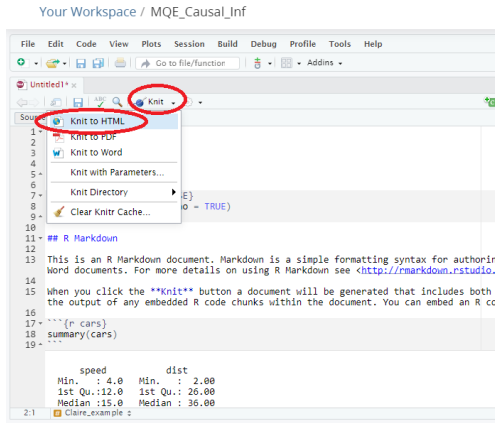 Your Workspace / MQE_Causal_Inf
File Edit Code View Plots Session Build Debug Profile Tools Help
Go to file/function Addins
Untitled1* ×
ABC Knit
Source
Knit to HTML
Knit to PDF
Knit to Word
Knit with Parameters...
Knit Directory
Clear Knitr Cache...
1
2
3
4
5
6
7 E}
8 o = TRUE)
9
10
11 ## R Markdown
12
13 This is an R Markdown document. Markdown is a simple formatting syntax for authorin
Word documents. For more details on using R Markdown see <http://rmarkdown.rstudio.
14
15 When you click the **Knit** button a document will be generated that includes both
the output of any embedded R code chunks within the document. You can embed an R co
16
17 ```{r cars}
18 summary(cars)
19 ```
speed dist
Min. : 4.0 Min. : 2.00
1st Qu.:12.0 1st Qu.: 26.00
Median :15.0 Median : 36.00
2:1 # Claire_example